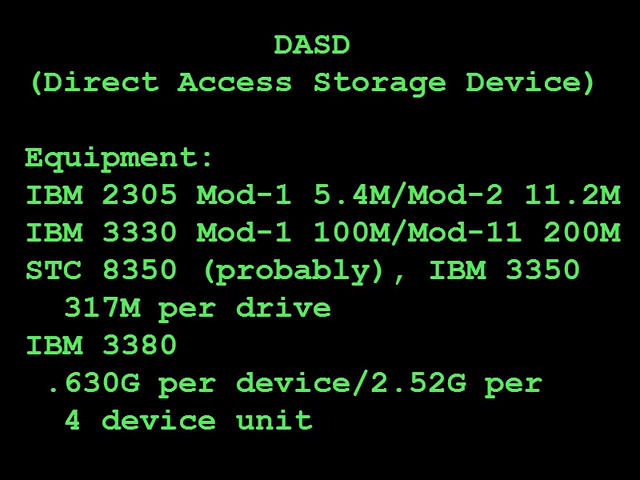 DASD
(Direct Access Storage Device)
Equipment:
IBM 2305 Mod-1 5.4M/Mod-2 11.2M
IBM 3330 Mod-1 100M/Mod-11 200M
STC 8350 (probably), IBM 3350
317M per drive
IBM 3380
.630G per device/2.52G per
4 device unit